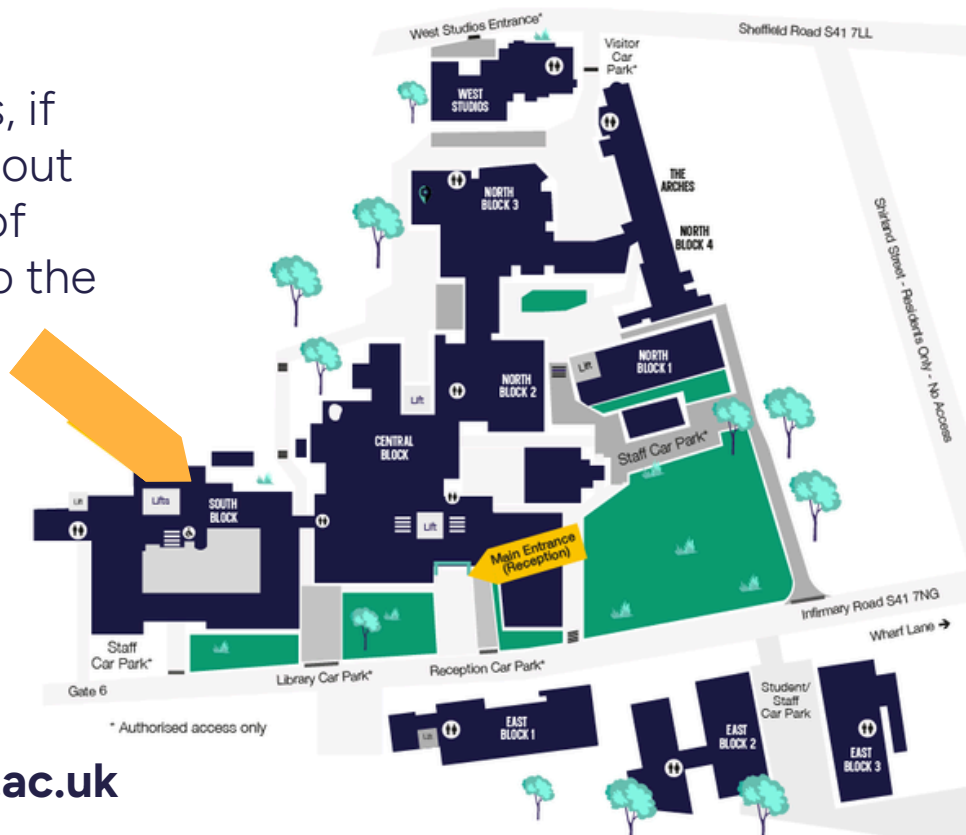 s, if
out
of
o the
ac.uk
West Studios Entrance*
Sheffield Road S41 7LL
Visitor
Car
Park*
WEST
STUDIOS
THE
ARCHES
NORTH
BLOCK 3
NORTH
BLOCK 4
Shirland Street - Residents Only - No Access
Lift
NORTH
BLOCK 1
NORTH
BLOCK 2
Lift
CENTRAL
BLOCK
Staff Car Park*
Lift
Lifts
SOUTH
BLOCK
Lift
Main Entrance
(Reception)
Infirmary Road S41 7NG
Wharf Lane →
Staff
Car Park*
Library Car Park*
Reception Car Park*
Gate 6
* Authorised access only
Student/
Staff
Car Park
Lift
EAST
BLOCK 1
EAST
BLOCK 2
EAST
BLOCK 3